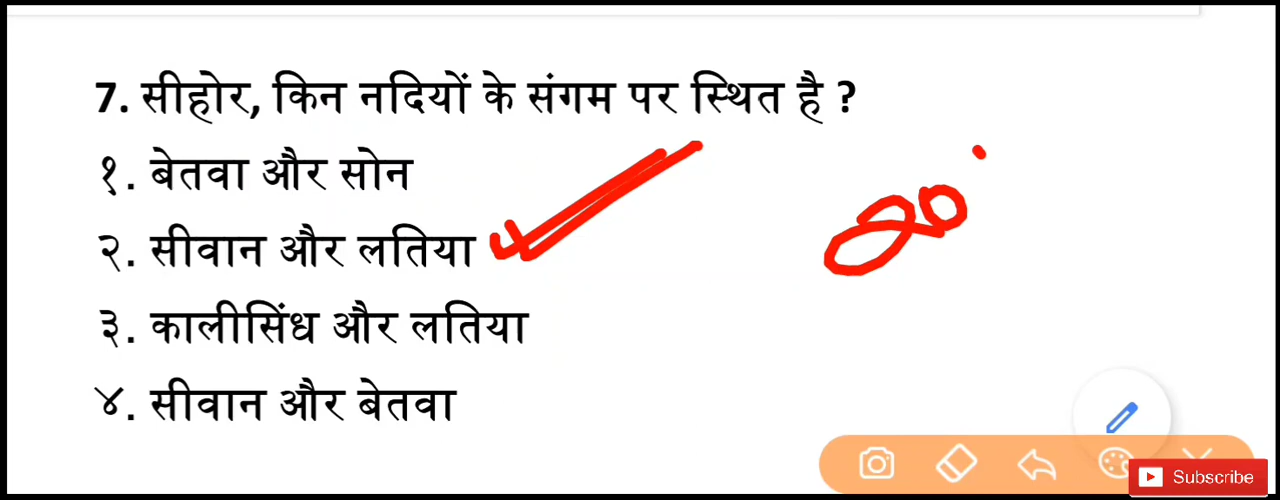 7. सीहोर, किन नदियों के संगम पर स्थित है ?
१. बेतवा और सोन
२. सीवान और लतिया
३. कालीसिंध और लतिया
४. सीवान और बेतवा
Subscribe